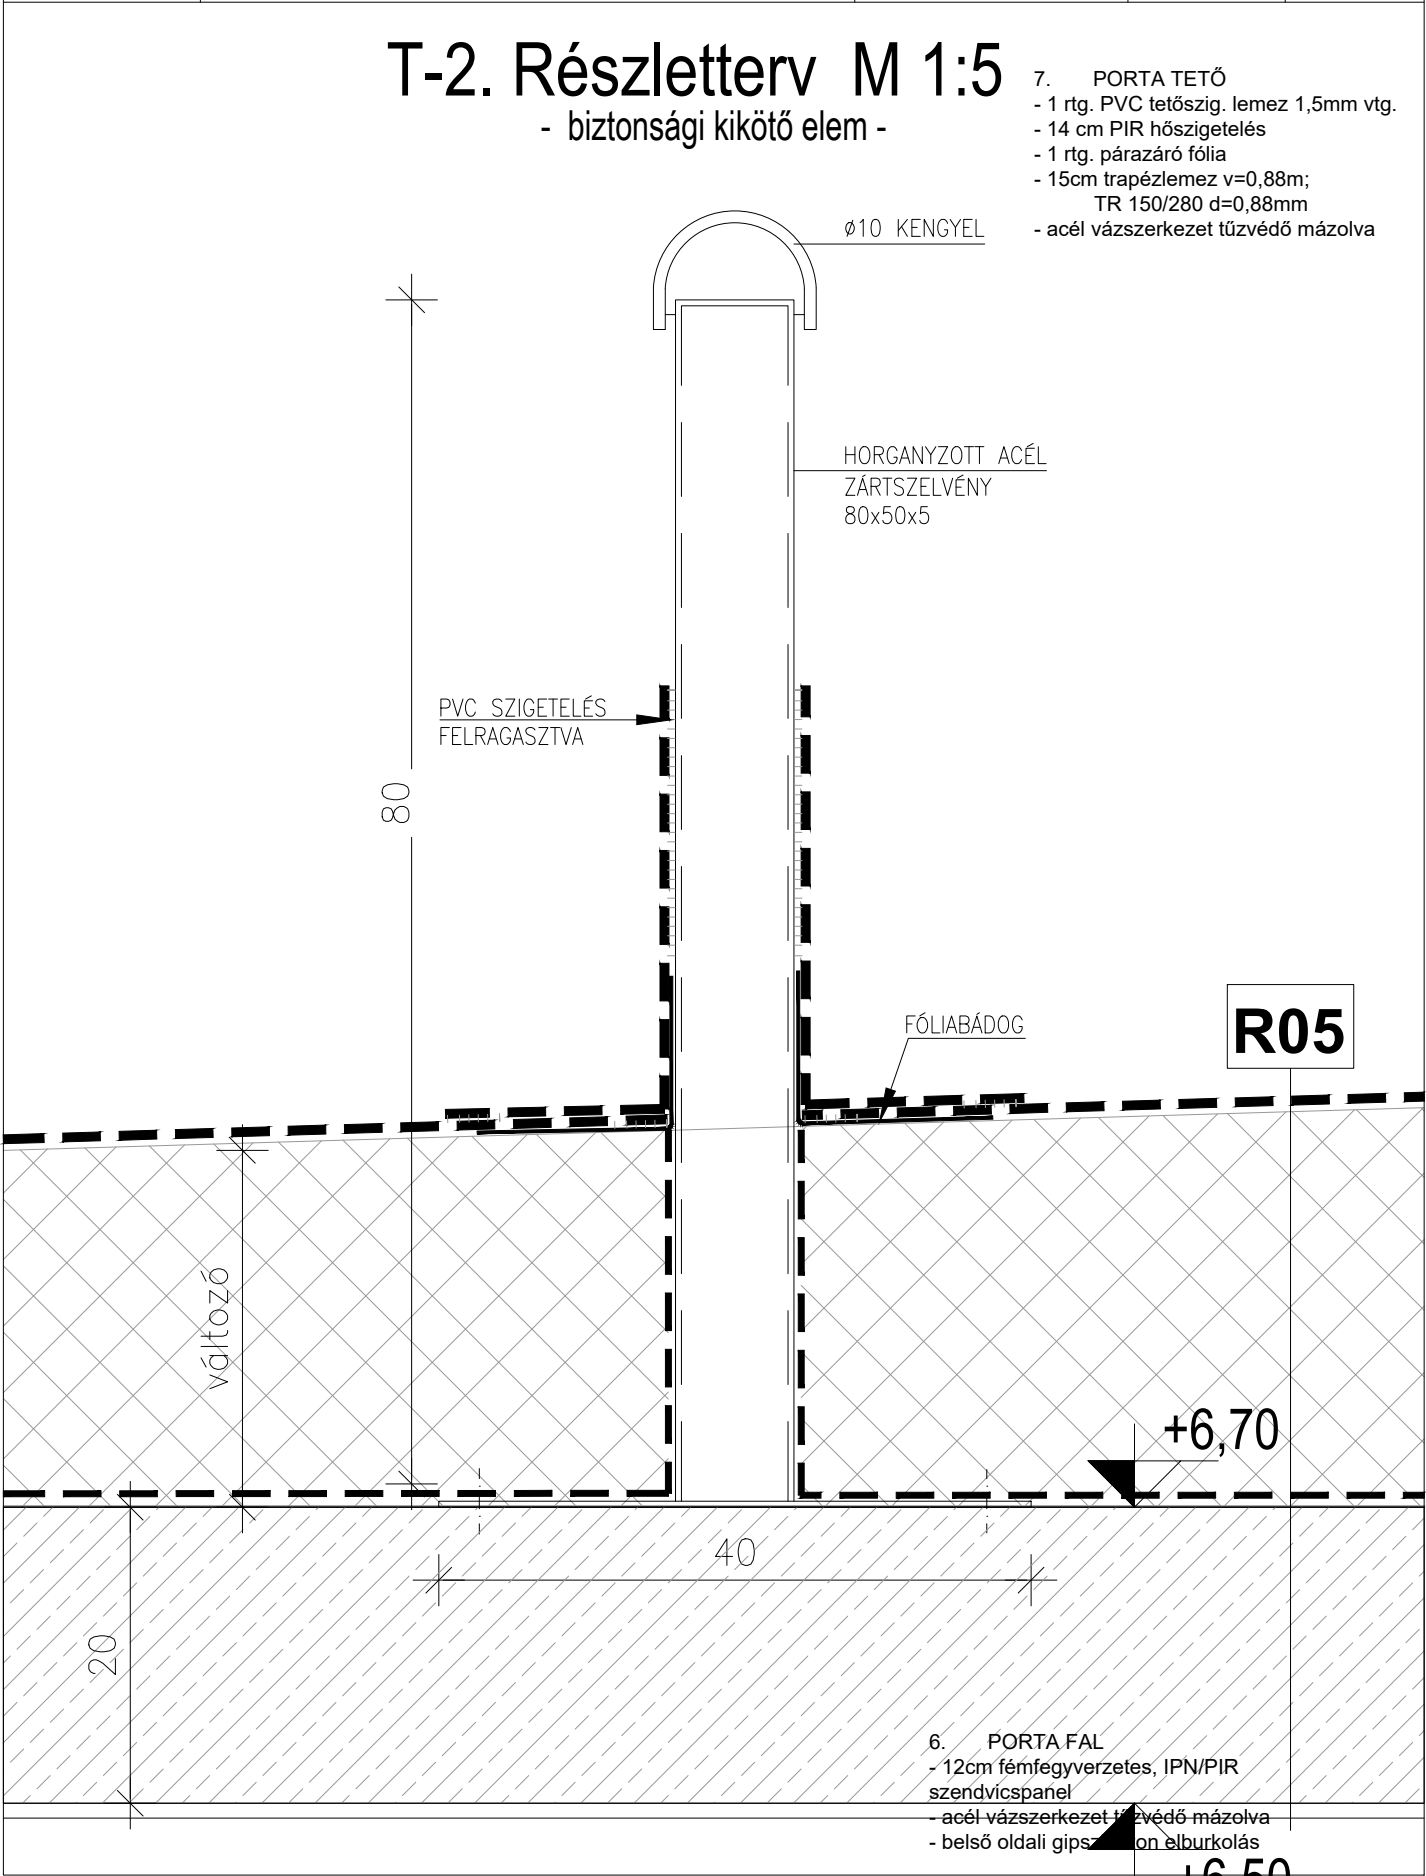 T-2. Részletterv M 1:5
- biztonsági kikötő elem -
7. PORTA TETŐ
- 1 rtg. PVC tetőszig. lemez 1,5mm vtg.
- 14 cm PIR hőszigetelés
- 1 rtg. párazáró fólia
- 15cm trapézlemez v=0,88m;
TR 150/280 d=0,88mm
- acél vázszerkezet tűzvédő mázolva
ø10 KENGYEL
HORGANYZOTT ACÉL
ZÁRTSZELVÉNY
80x50x5
PVC SZIGETELÉS
FELRAGASZTVA
80
FÓLIABÁDOG
R05
változó
+6,70
40
20
6. PORTA FAL
- 12cm fémfegyverzetes, IPN/PIR
szendvicspanel
- acél vázszerkezet tűzvédő mázolva
- belső oldali elburkolás
+6,50